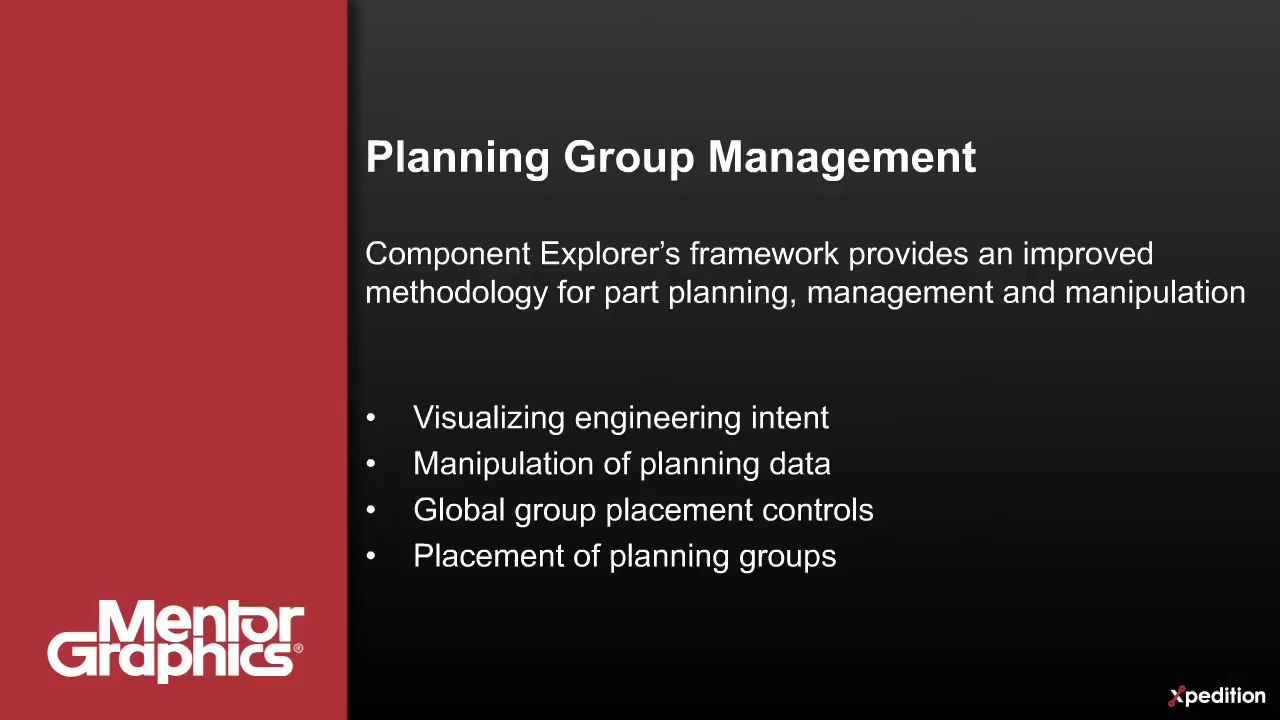 Planning Group Management
Component Explorer’s framework provides an improved
methodology for part planning, management and manipulation
• Visualizing engineering intent
• Manipulation of planning data
• Global group placement controls
• Placement of planning groups
Mentor
Graphics®
xpedition